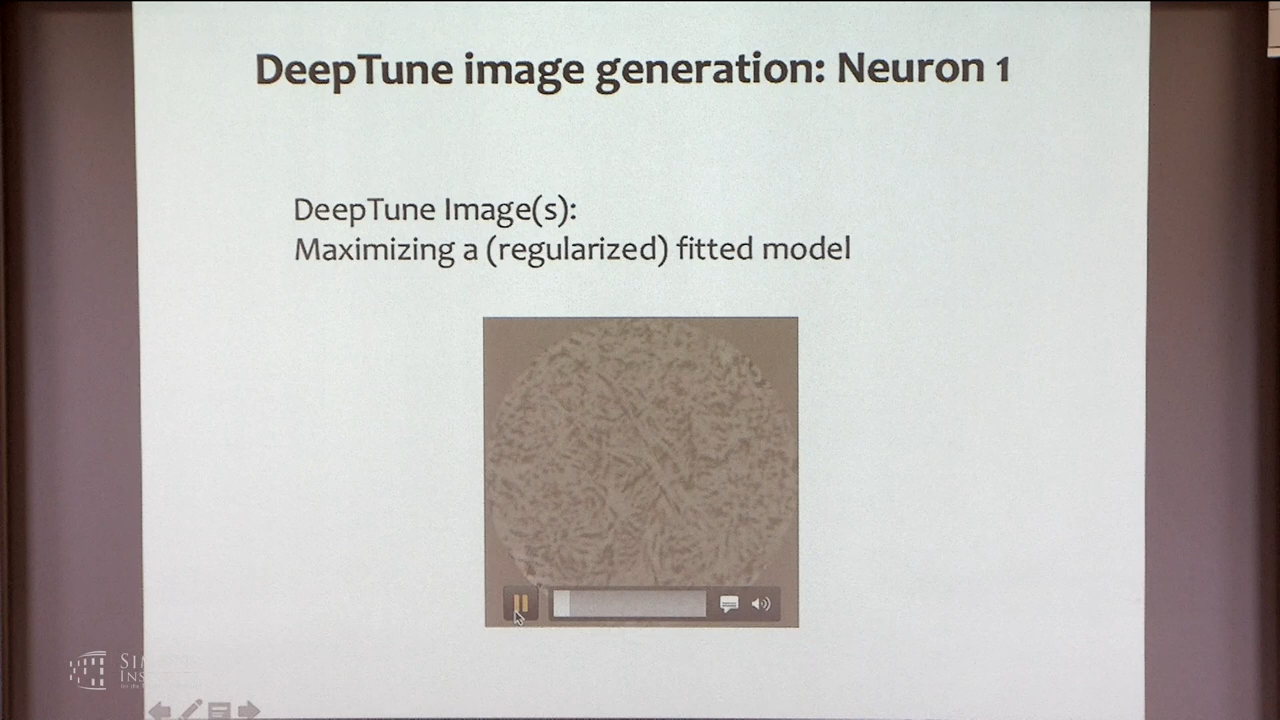 DeepTune image generation: Neuron 1
DeepTune Image(s):
Maximizing a (regularized) fitted model